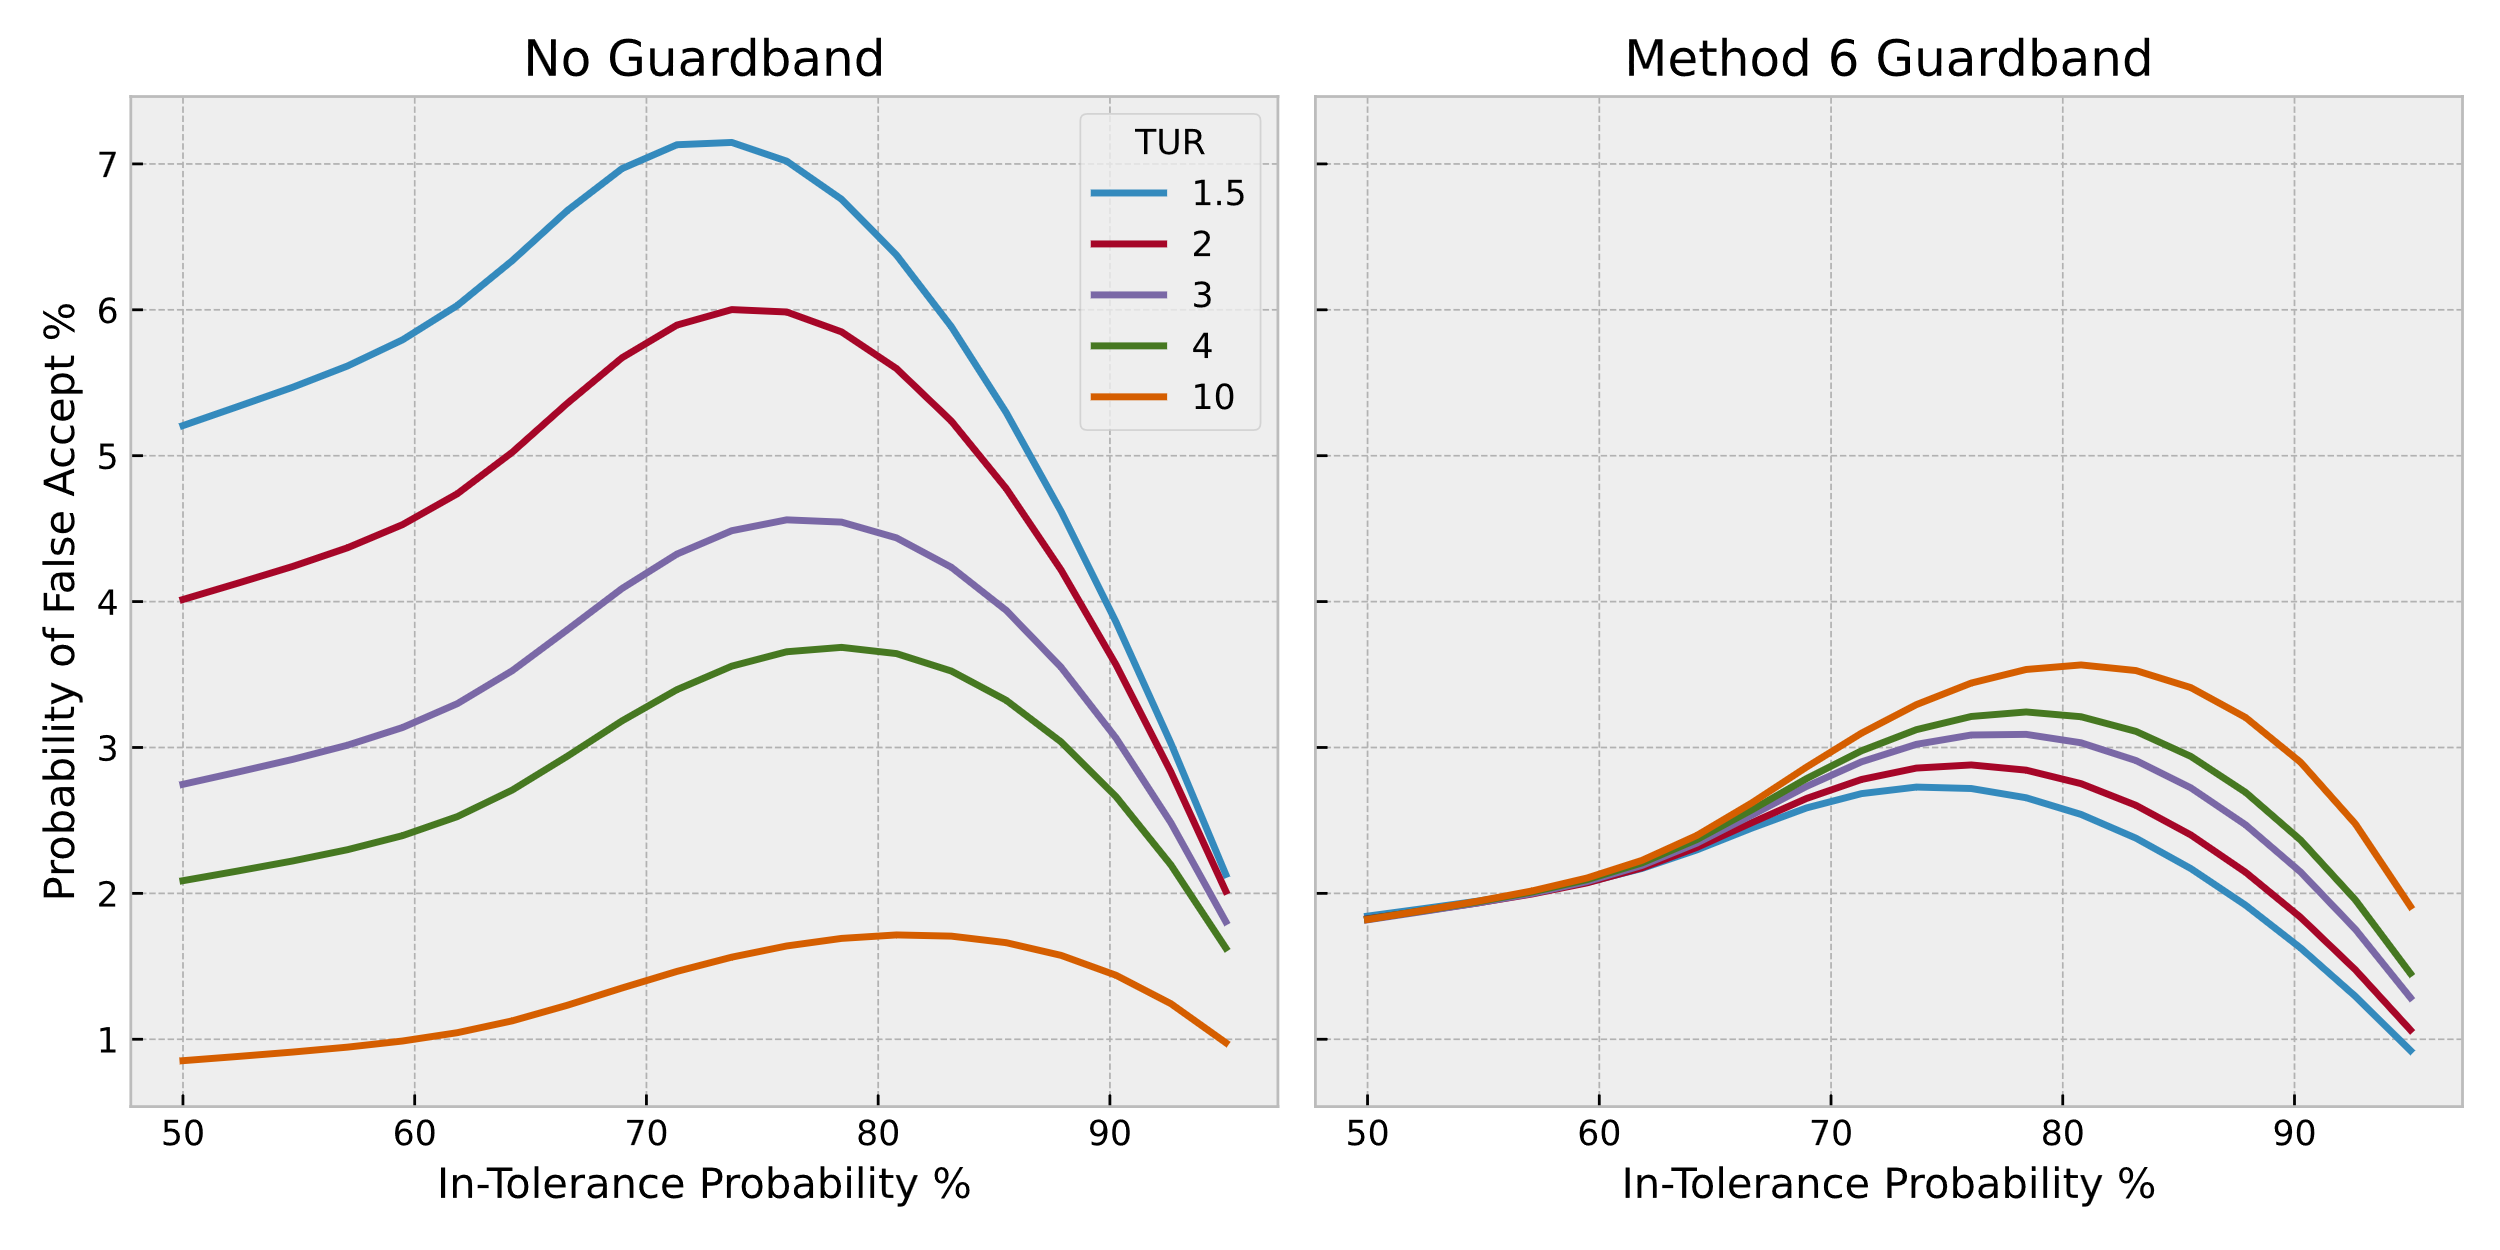 No Guardband
Method 6 Guardband
Probability of False Accept %
7
6
5
4
3
2
1
TUR
1.5
2
3
4
10
50 60 70 80 90
50 60 70 80 90
In-Tolerance Probability %
In-Tolerance Probability %